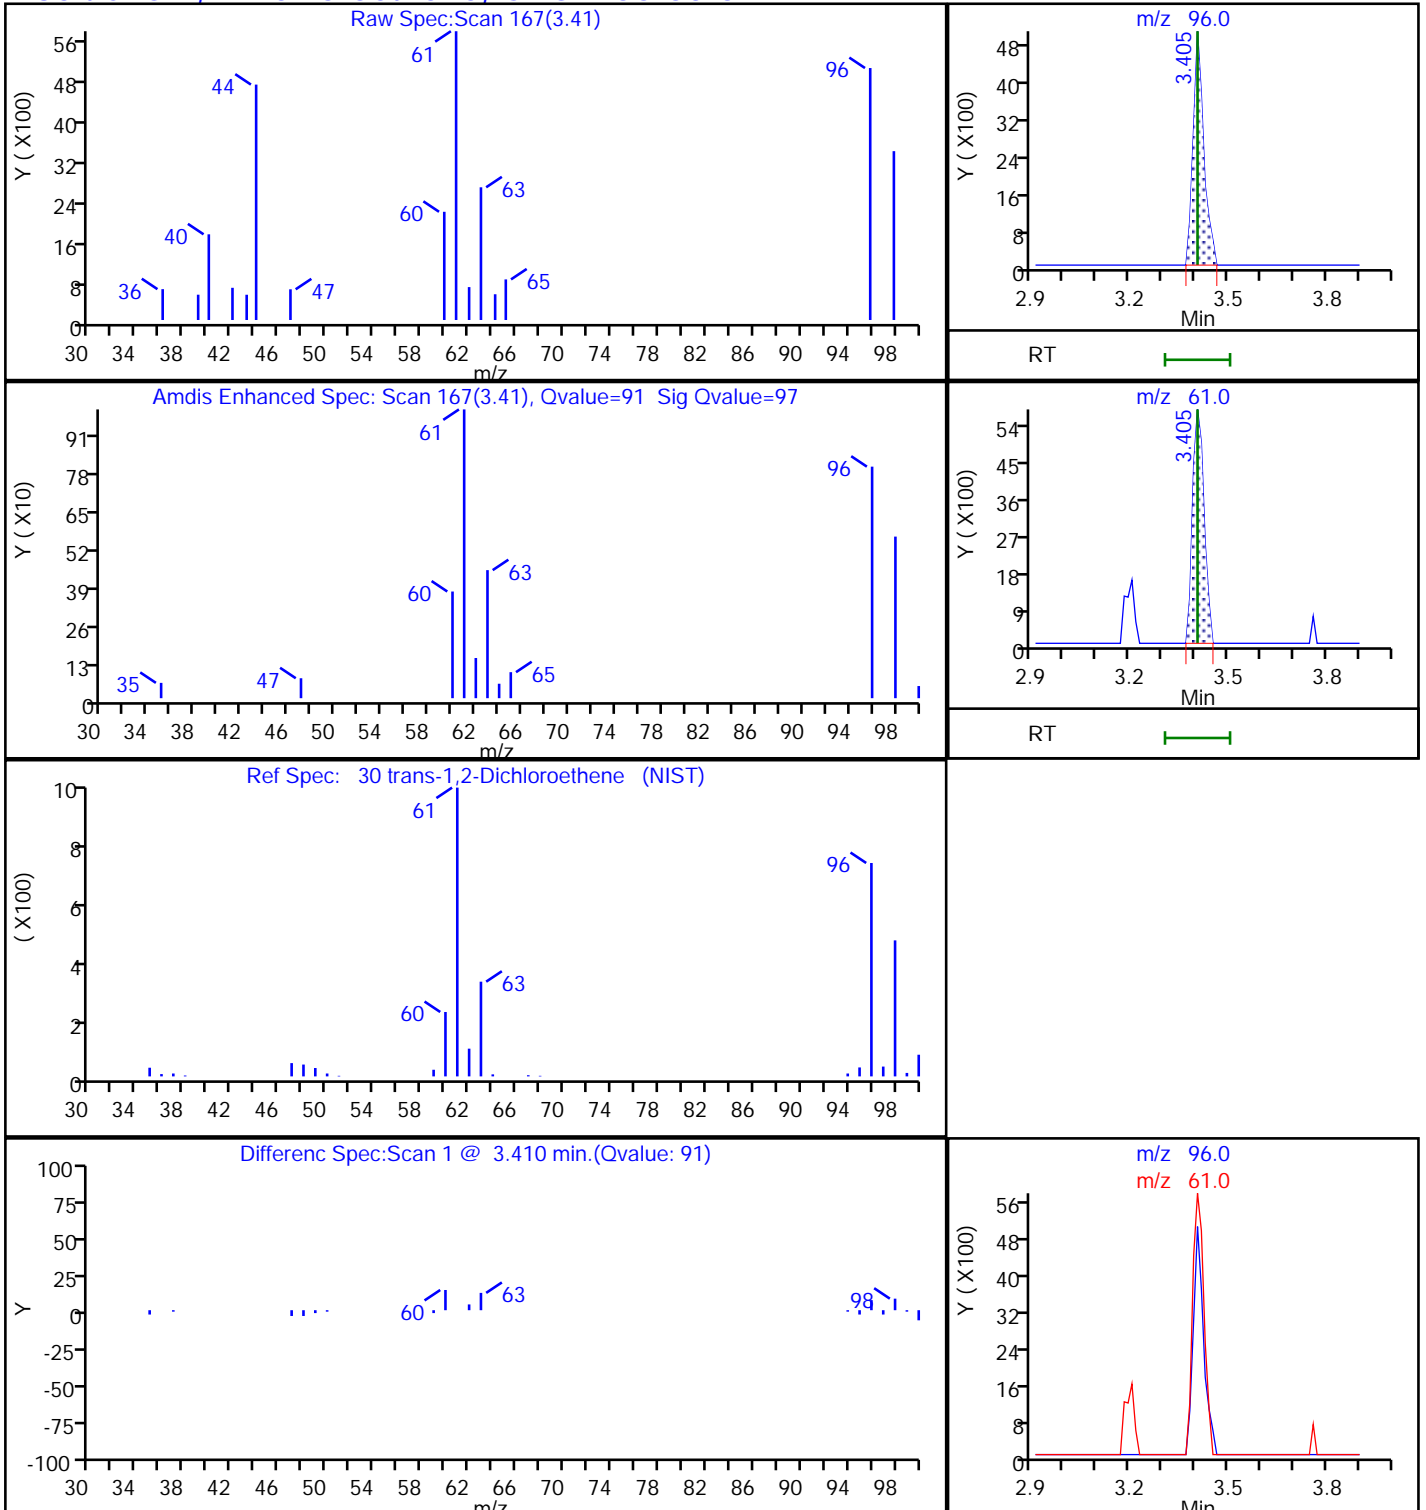 Raw Spec:Scan 167(3.41)
Y ( X100)
56
48
40
32
24
16
8
0
36
40
44
47
60
61
63
65
96
30 34 38 42 46 50 54 58 62 66 70 74 78 82 86 90 94 98
m/z
m/z 96.0
Y ( X100)
48
40
32
24
16
8
0
3.405
2.9 3.2 3.5 3.8
Min
RT
Amdis Enhanced Spec: Scan 167(3.41), Qvalue=91 Sig Qvalue=97
Y ( X10)
91
78
65
52
39
26
13
0
35
47
60
61
63
65
96
30 34 38 42 46 50 54 58 62 66 70 74 78 82 86 90 94 98
m/z
m/z 61.0
Y ( X100)
54
45
36
27
18
9
0
3.405
2.9 3.2 3.5 3.8
Min
RT
Ref Spec: 30 trans-1,2-Dichloroethene (NIST)
( X100)
10
8
6
4
2
0
60
61
63
96
30 34 38 42 46 50 54 58 62 66 70 74 78 82 86 90 94 98
Differenc Spec:Scan 1 @ 3.410 min.(Qvalue: 91)
Y
100
75
50
25
0
-25
-50
-75
-100
60
63
98
30 34 38 42 46 50 54 58 62 66 70 74 78 82 86 90 94 98
m/z
m/z 96.0
m/z 61.0
Y ( X100)
56
48
40
32
24
16
8
0
2.9 3.2 3.5 3.8
Min